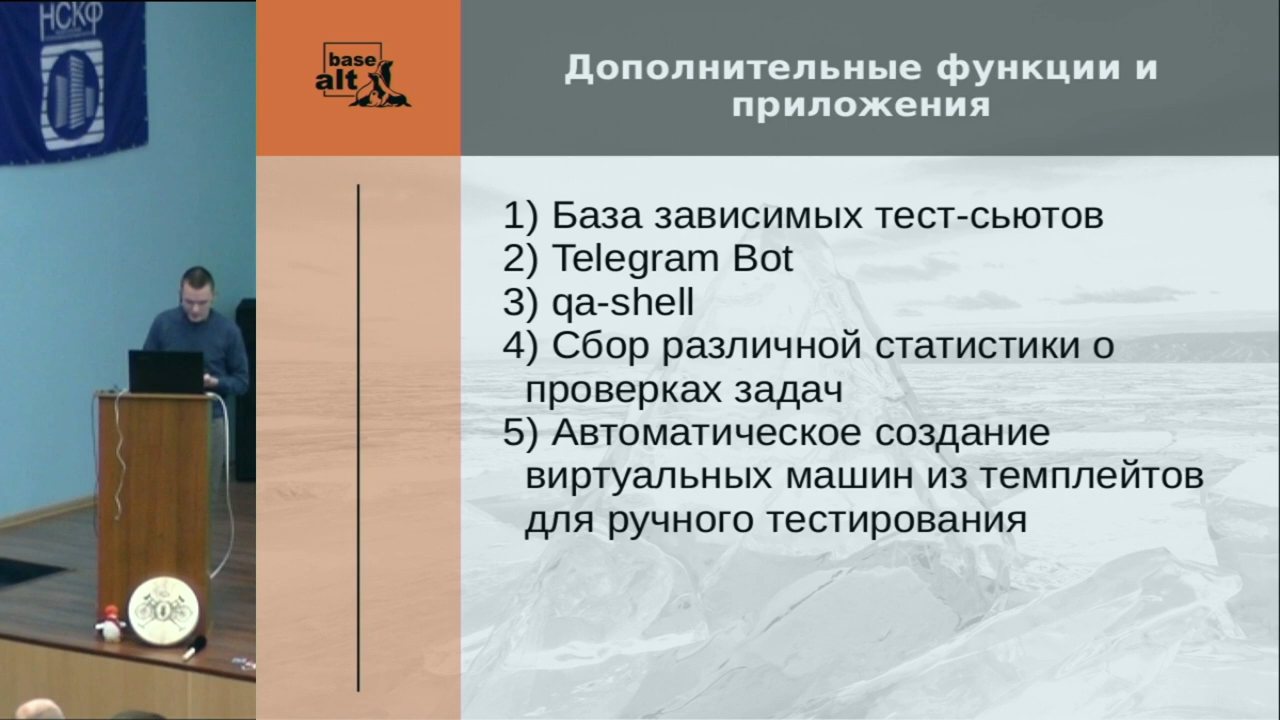 НСКФ
base
alt
Дополнительные функции и
приложения
1) База зависимых тест-сьютов
2) Telegram Bot
3) qa-shell
4) Сбор различной статистики о
проверках задач
5) Автоматическое создание
виртуальных машин из темплейтов
для ручного тестирования